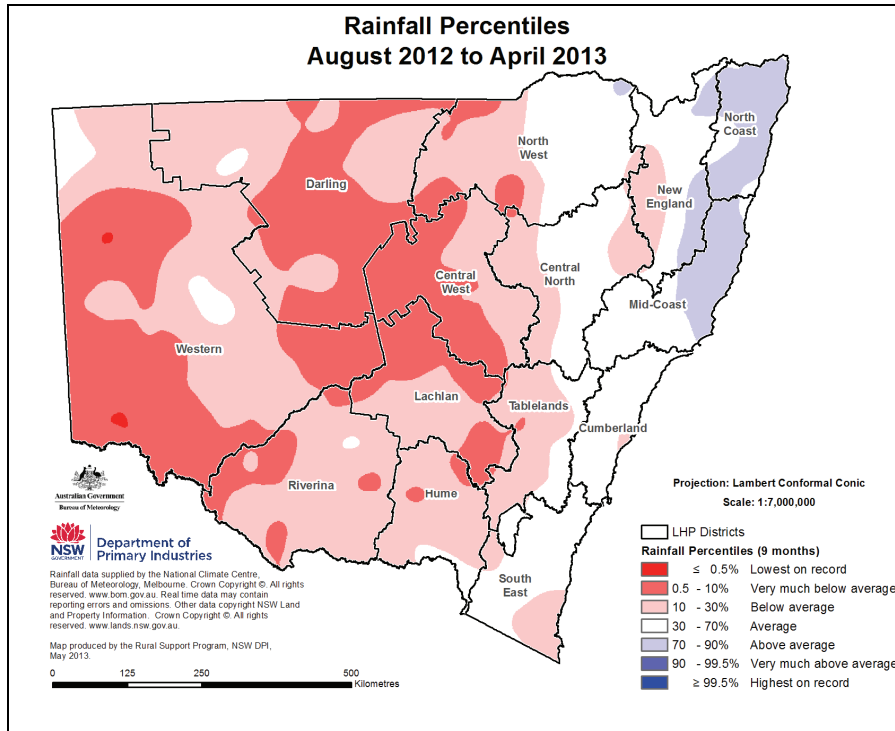 Rainfall Percentiles
August 2012 to April 2013
North
Coast
North
West
Darling
New
England
Central
West
Central
North
Mid-Coast
Western
Lachlan
Tablelands
Cumberland
Riverina
Hume
South
East
Australian Government
Bureau of Meteorology
NSW
GOVERNMENT
Department of
Primary Industries
Rainfall data supplied by the National Climate Centre,
Bureau of Meteorology, Melbourne. Crown Copyright ©. All rights
reserved. www.bom.gov.au. Real time data may contain
reporting errors and omissions. Other data copyright NSW Land
and Property Information. Crown Copyright ©. All rights
reserved. www.lands.nsw.gov.au.
Map produced by the Rural Support Program, NSW DPI,
May 2013.
0 125 250 500
Kilometres
Projection: Lambert Conformal Conic
Scale: 1:7,000,000
LHP Districts
Rainfall Percentiles (9 months)
≤ 0.5% Lowest on record
0.5 - 10% Very much below average
10 - 30% Below average
30 - 70% Average
70 - 90% Above average
90 - 99.5% Very much above average
≥ 99.5% Highest on record